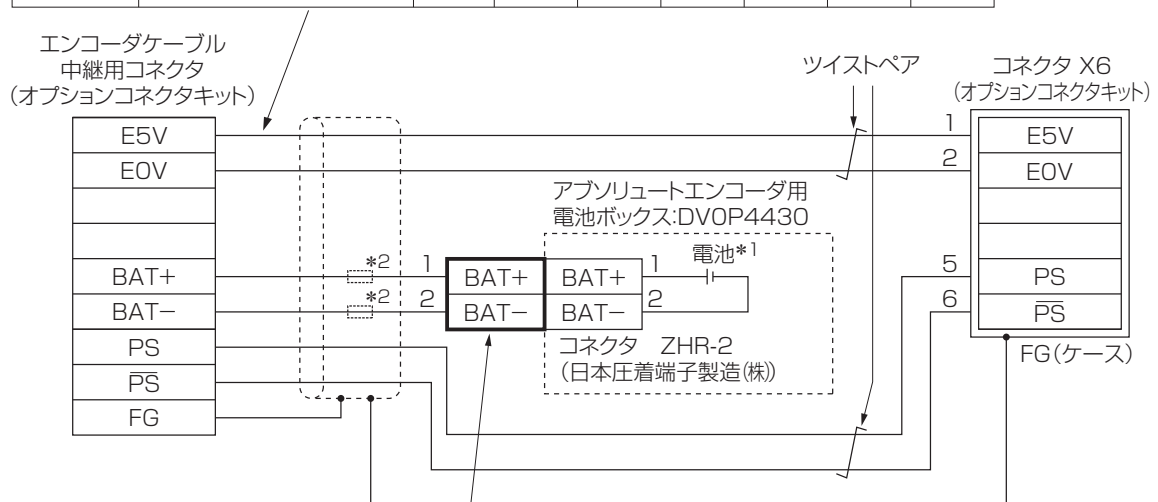 エンコーダケーブル
中継用コネクタ
(オプションコネクタキット)
E5V
E0V
BAT+
BAT−
PS
P̅S̅
FG
*2
*2
1
2
BAT+
BAT−
アブソリュートエンコーダ用
電池ボックス:DV0P4430
BAT+
BAT−
1
2
電池*1
コネクタ ZHR-2
(日本圧着端子製造(株))
ツイストペア
コネクタ X6
(オプションコネクタキット)
1
2
5
6
E5V
E0V
PS
P̅S̅
FG(ケース)